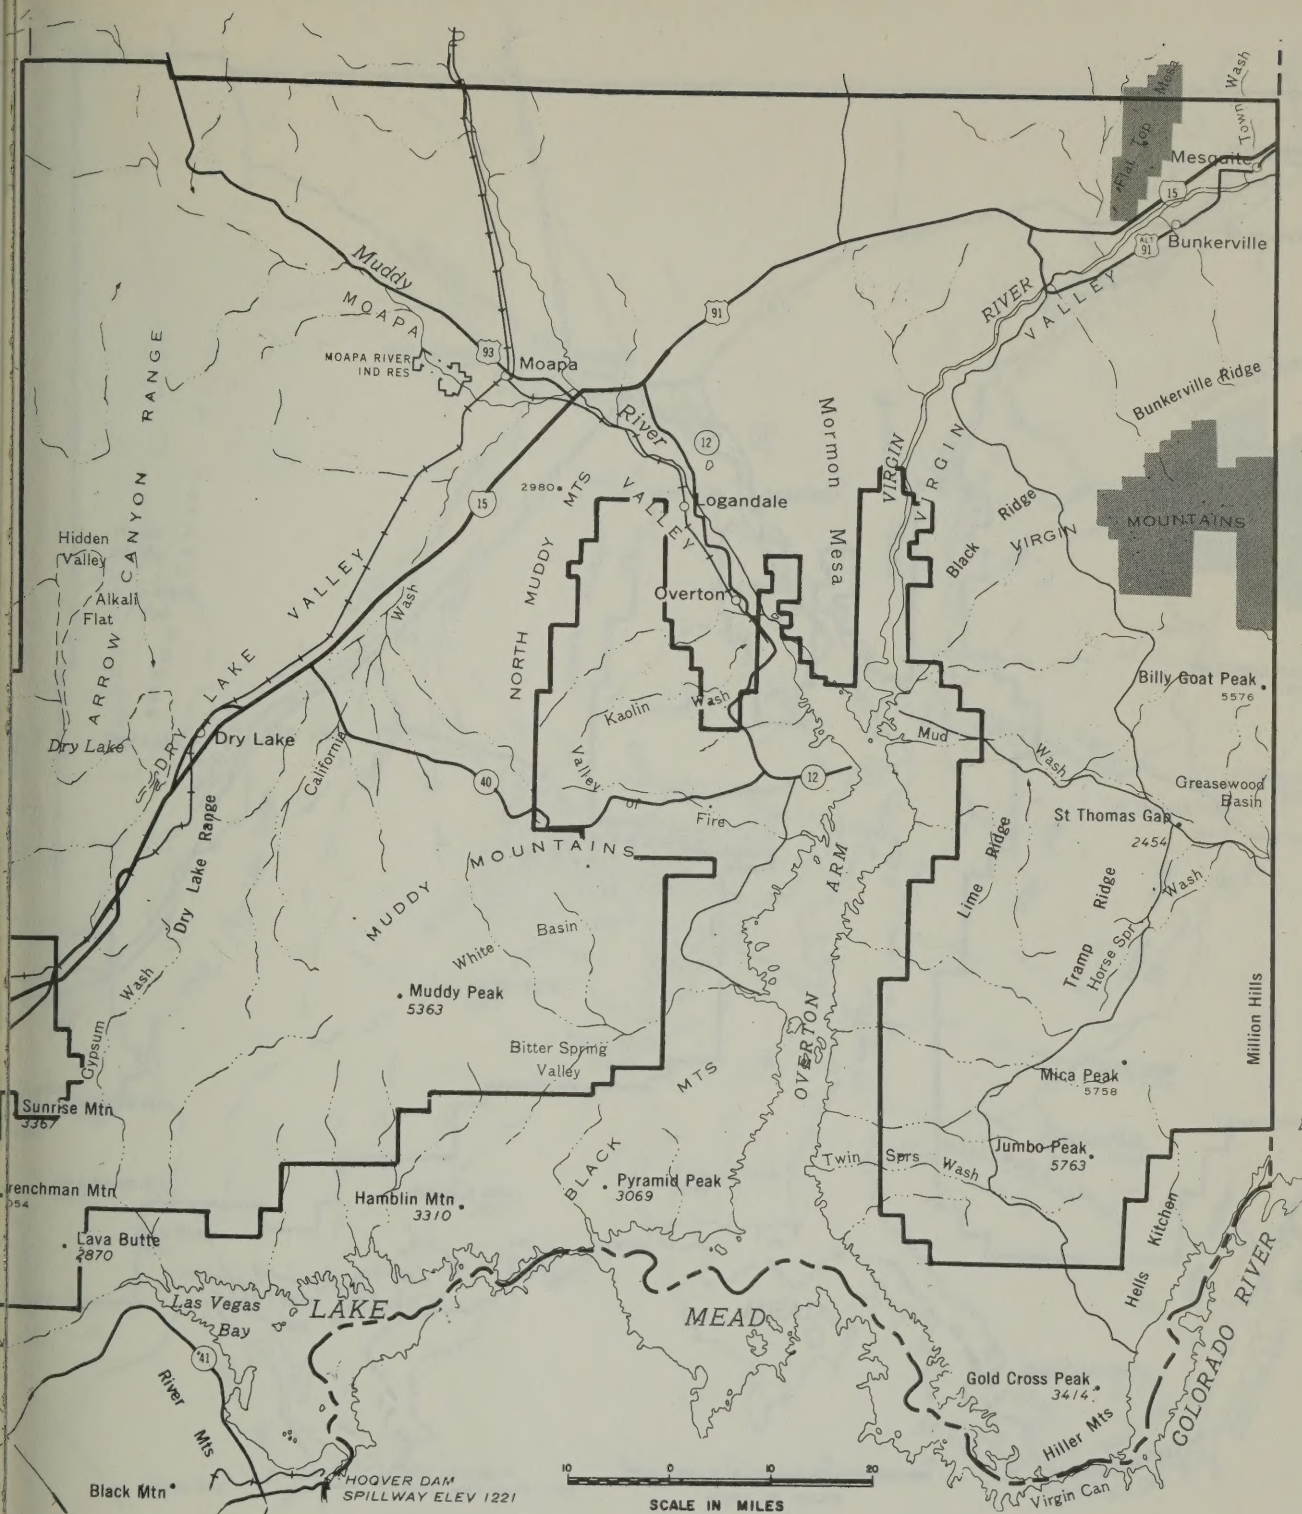 Flat Top Mesa
Town Wash
Mesquite
15
Bunkerville
ALT
91
Muddy
MOAPA
RIVER
VALLEY
91
93
MOAPA RIVER
IND RES
Moapa
River
12
Bunkerville Ridge
Mormon Mesa
VIRGIN
VIRGIN
ARROW CANYON RANGE
2980
MTS
VALLEY
Logandale
15
Black Ridge
VIRGIN
MOUNTAINS
Hidden
Valley
Alkali
Flat
NORTH MUDDY
Overton
Wash
DRY LAKE VALLEY
Billy Goat Peak
5576
Kaolin Wash
Dry Lake
Dry Lake
California
Mud Wash
Valley of Fire
40
12
Greasewood
Basin
St Thomas Gap
2454
Dry Lake Range
MUDDY MOUNTAINS
ARM
Lime Ridge
Wash
Tramp Ridge
Horse Spr
White Basin
Muddy Peak
5363
Gypsum Wash
OVERTON
Million Hills
Bitter Spring
Valley
MTS
Mica Peak
5758
Sunrise Mtn
3367
BLACK
Jumbo Peak
5763
Twin Sprs Wash
renchman Mtn
054
Hamblin Mtn
3310
Pyramid Peak
3069
Lava Butte
2870
Hells Kitchen
Las Vegas
Bay
LAKE
MEAD
COLORADO RIVER
41
River
Mts
Gold Cross Peak
3414
Hiller Mts
Black Mtn
HOOVER DAM
SPILLWAY ELEV 1221
10 0 10 20
SCALE IN MILES
Virgin Can